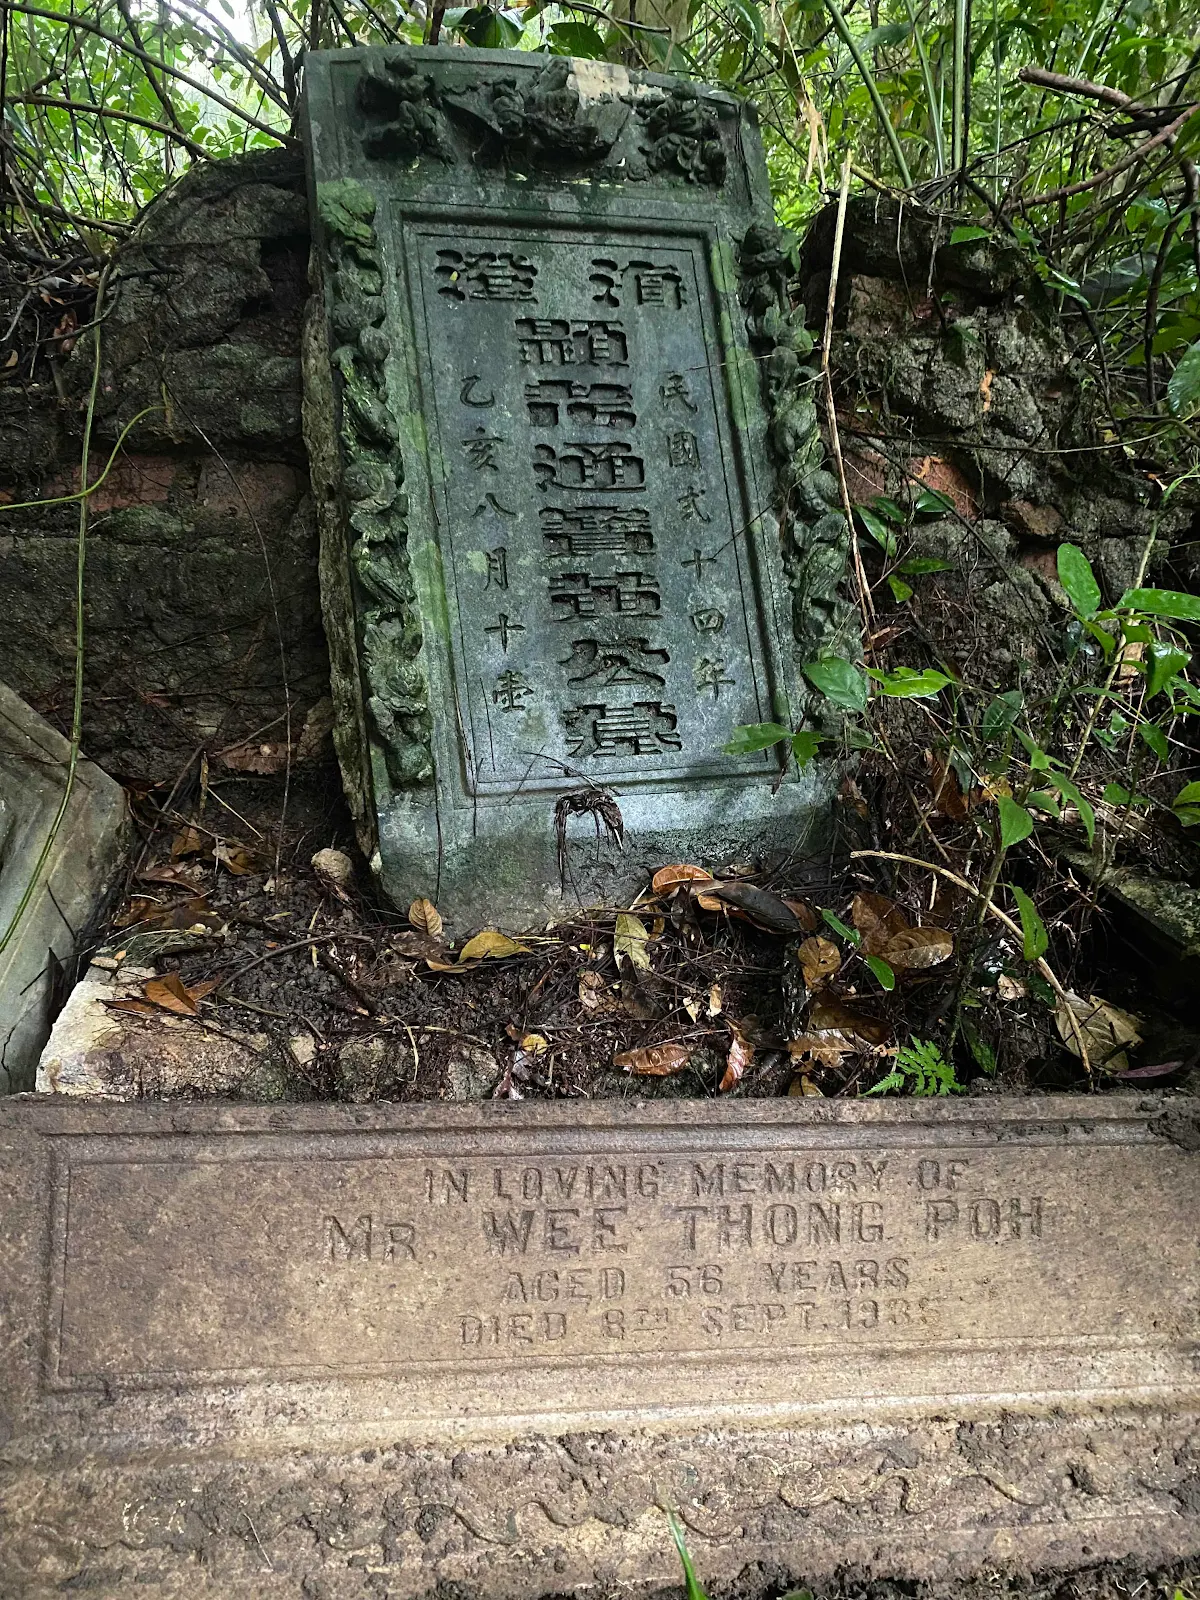 海澄
民國弍十四年
顯考通寶黃公墓
乙亥八月十壹
IN LOVING MEMORY OF
MR. WEE THONG POH
AGED 56 YEARS
DIED 8TH SEPT. 1935